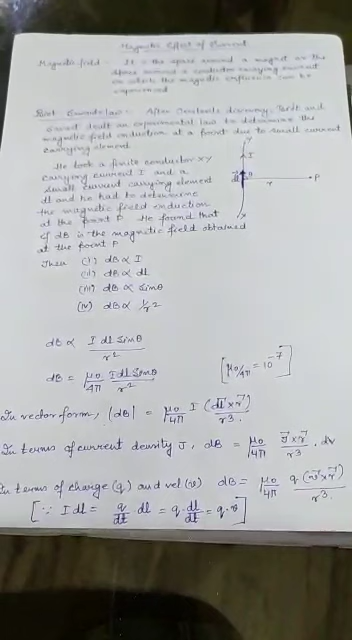 Magnetic Effect of Current
Magnetic field :- It is the space around a magnet or the
space around a conductor carrying current
in which the magnetic influence can be
experienced
Biot Savart's law :- After Oersted's discovery, Biot and
Savart dealt an experimental law to determine the
magnetic field induction at a point due to small current
carrying element.
He took a finite conductor XY
carrying current I and a
small current carrying element
dl and he had to determine
the magnetic field induction
at the point P. He found that
if dB is the magnetic field obtained
at the point P
Y
I
dl
θ
r
P
X
Then (i) dB ∝ I
(ii) dB ∝ dl
(iii) dB ∝ Sinθ
(iv) dB ∝ 1/r2
dB ∝ I dl Sinθ / r2
dB = μ0/4π I dl Sinθ / r2 [μ0/4π = 10^-7]
In vector form, |dB| = μ0/4π I (dl × r) / r3.
In terms of current density J, dB = μ0/4π J × r / r3 . dv
In terms of charge (q) and vel (v) dB = μ0/4π q (v × r) / r3
[∵ I dl = q/dt . dl = q . dl/dt = q . v]